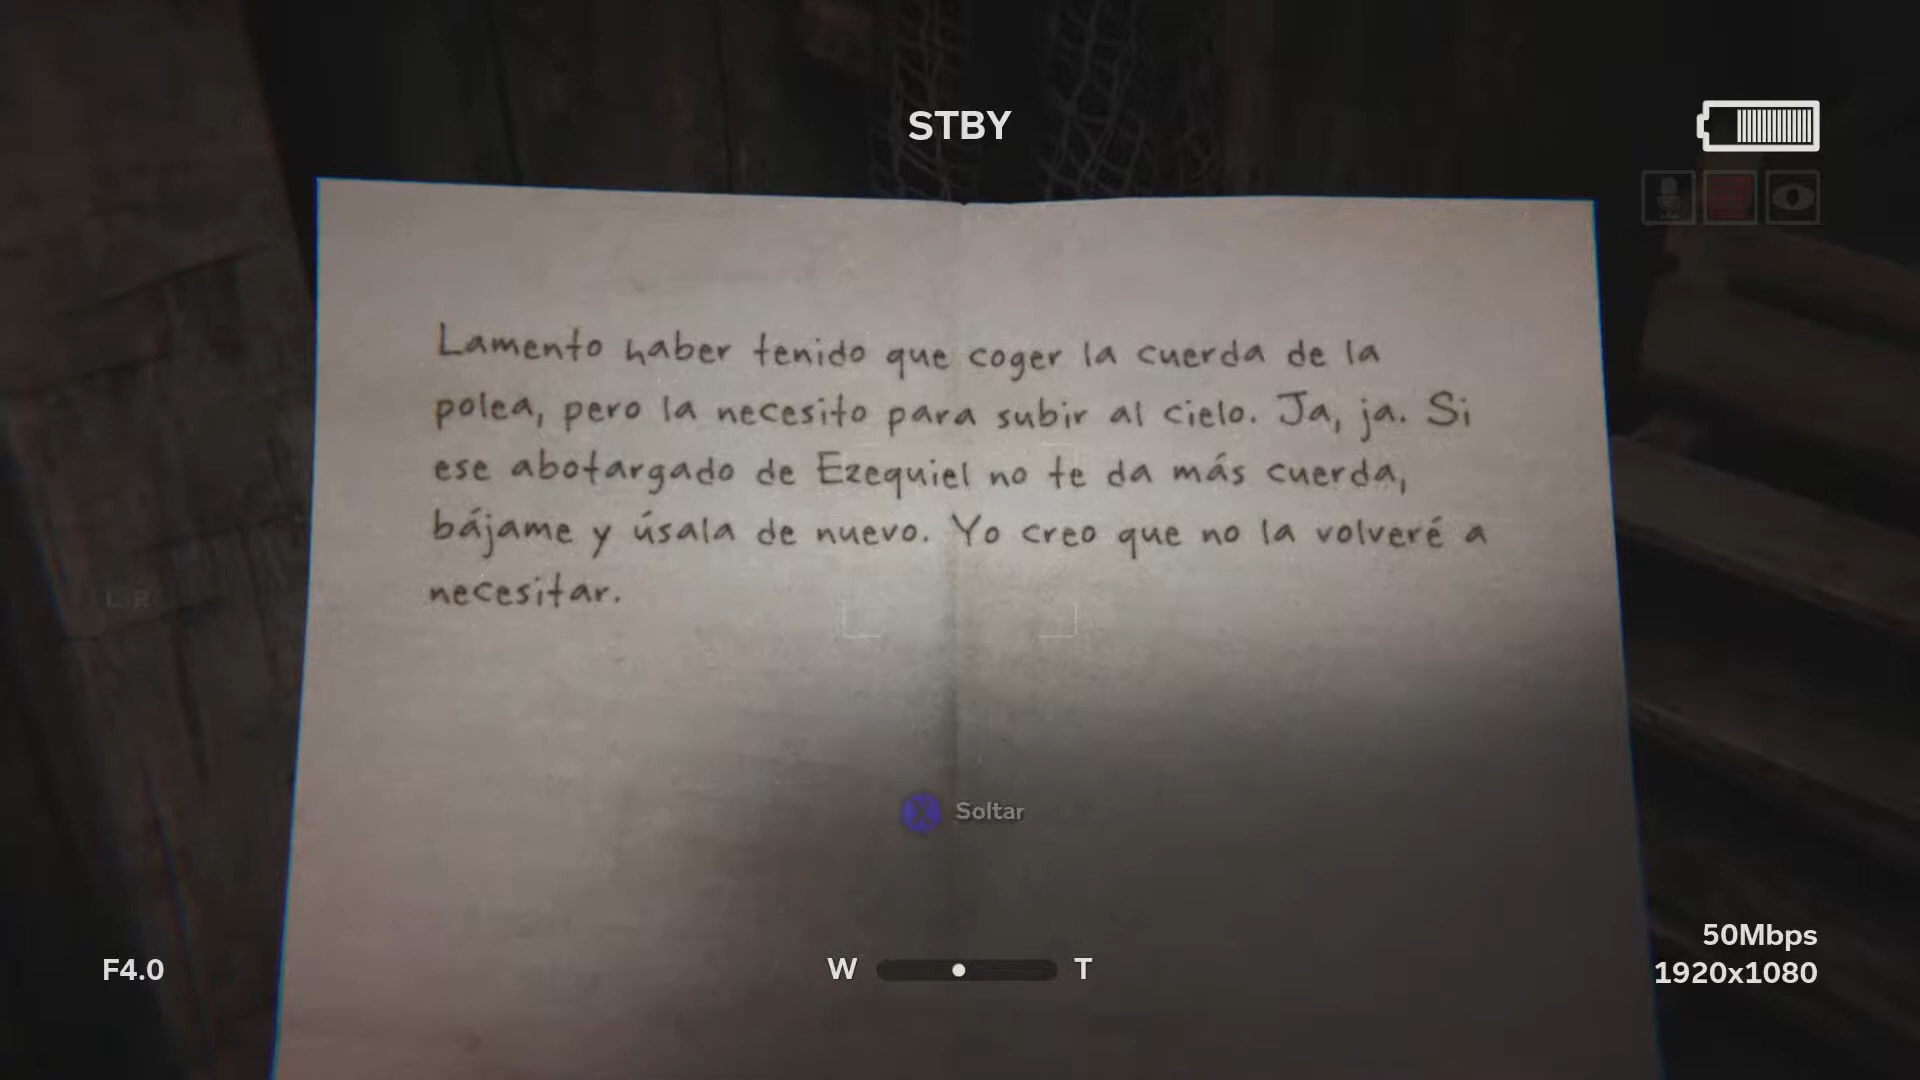 STBY
Lamento haber tenido que coger la cuerda de la
polea, pero la necesito para subir al cielo. Ja, ja. Si
ese abotargado de Ezequiel no te da más cuerda,
bájame y úsala de nuevo. Yo creo que no la volveré a
necesitar.
L R
X Soltar
50Mbps
F4.0 W T 1920x1080